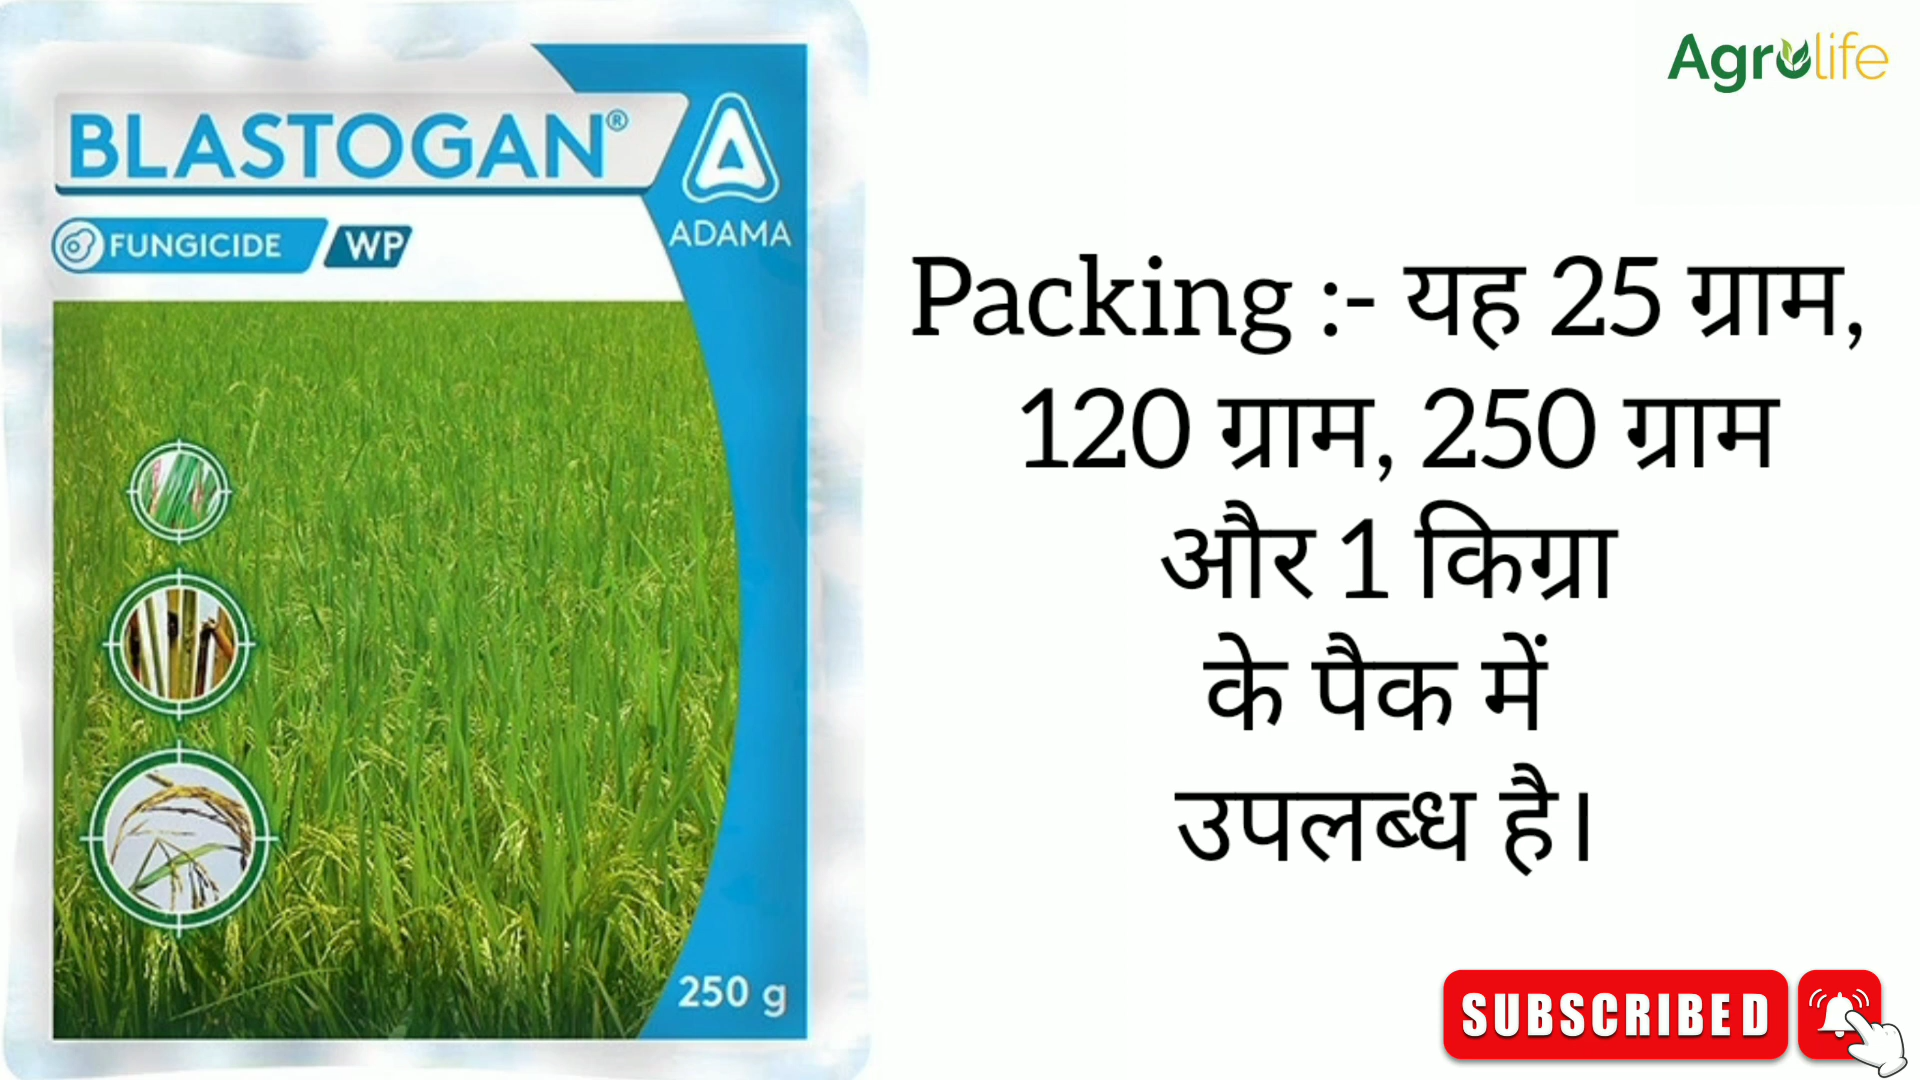 BLASTOGAN®
ADAMA
FUNGICIDE WP
250 g
Agrolife
Packing :- यह 25 ग्राम,
120 ग्राम, 250 ग्राम
और 1 किग्रा
के पैक में
उपलब्ध है।
SUBSCRIBED